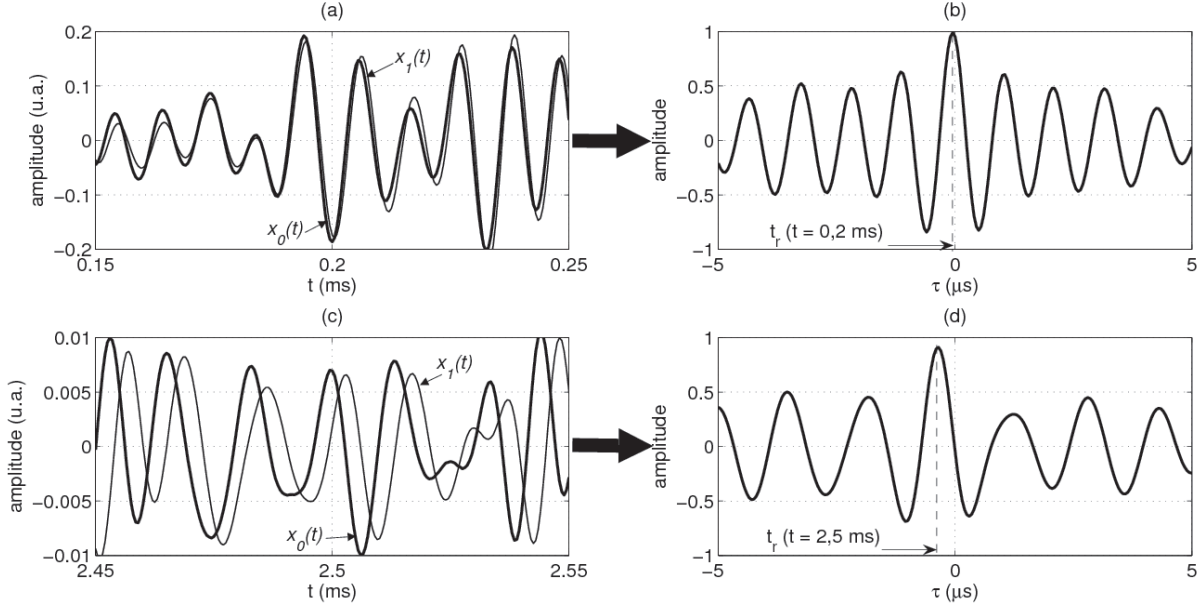 (a)
0.2
0.1
0
−0.1
−0.2
amplitude (u.a.)
x1(t)
x0(t)
0.15
0.2
0.25
t (ms)
(b)
1
0.5
0
−0.5
−1
amplitude
tr (t = 0,2 ms)
−5
0
5
τ (μs)
(c)
0.01
0.005
0
−0.005
−0.01
amplitude (u.a.)
x1(t)
x0(t)
2.45
2.5
2.55
t (ms)
(d)
1
0.5
0
−0.5
−1
amplitude
tr (t = 2,5 ms)
−5
0
5
τ (μs)